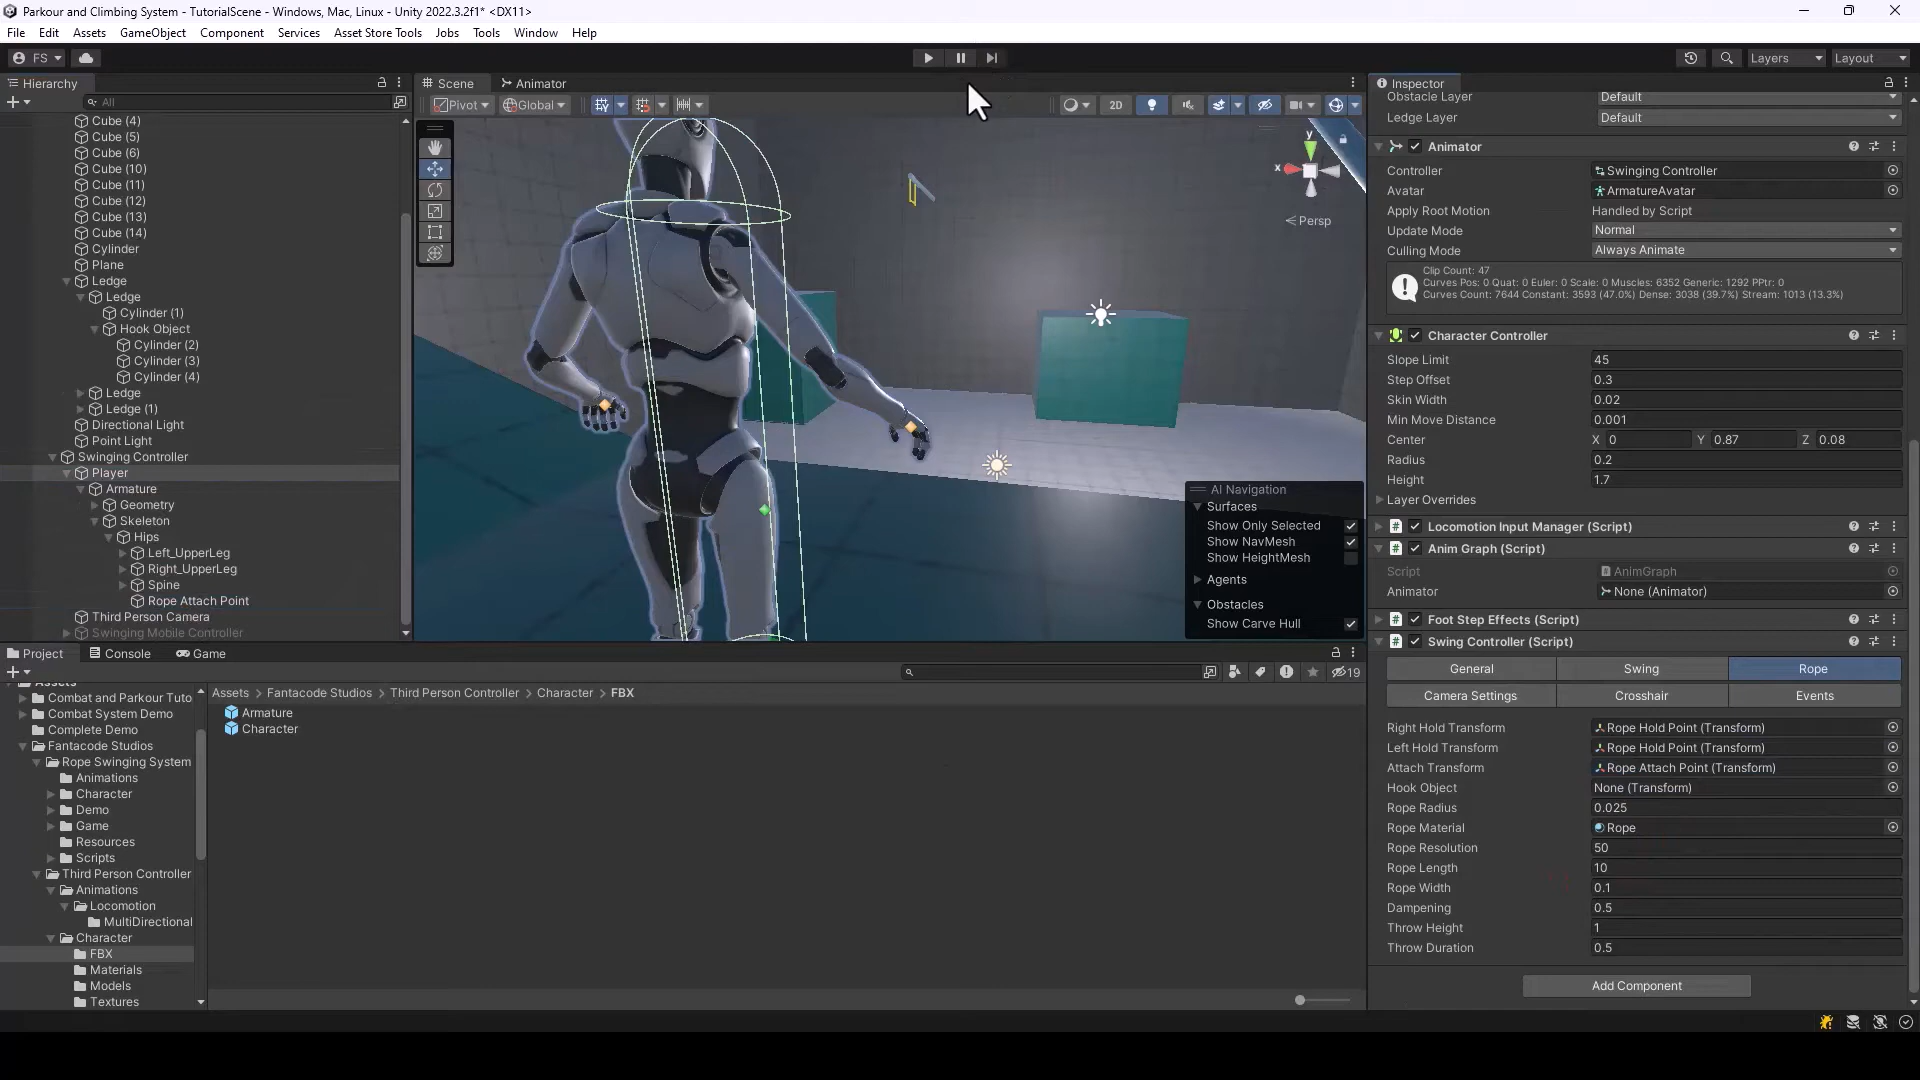 Parkour and Climbing System - TutorialScene - Windows, Mac, Linux - Unity 2022.3.2f1* <DX11>
File Edit Assets GameObject Component Services Asset Store Tools Jobs Tools Window Help
FS Layers Layout
Hierarchy
All
Cube (4)
Cube (5)
Cube (6)
Cube (10)
Cube (11)
Cube (12)
Cube (13)
Cube (14)
Cylinder
Plane
Ledge
Ledge
Cylinder (1)
Hook Object
Cylinder (2)
Cylinder (3)
Cylinder (4)
Ledge
Ledge (1)
Directional Light
Point Light
Swinging Controller
Player
Armature
Geometry
Skeleton
Hips
Left_UpperLeg
Right_UpperLeg
Spine
Rope Attach Point
Third Person Camera
Swinging Mobile Controller
Scene Animator
Pivot Global 2D
y
x
Persp
AI Navigation
Surfaces
Show Only Selected
Show NavMesh
Show HeightMesh
Agents
Obstacles
Show Carve Hull
Project Console Game
19
Assets
Combat and Parkour Tuto
Combat System Demo
Complete Demo
Fantacode Studios
Rope Swinging System
Animations
Character
Demo
Game
Resources
Scripts
Third Person Controller
Animations
Locomotion
MultiDirectional
Character
FBX
Materials
Models
Textures
Assets > Fantacode Studios > Third Person Controller > Character > FBX
Armature
Character
Inspector
Obstacle Layer Default
Ledge Layer Default
Animator
Controller Swinging Controller
Avatar ArmatureAvatar
Apply Root Motion Handled by Script
Update Mode Normal
Culling Mode Always Animate
Clip Count: 47
Curves Pos: 0 Quat: 0 Euler: 0 Scale: 0 Muscles: 6352 Generic: 1292 PPtr: 0
Curves Count: 7644 Constant: 3593 (47.0%) Dense: 3038 (39.7%) Stream: 1013 (13.3%)
Character Controller
Slope Limit 45
Step Offset 0.3
Skin Width 0.02
Min Move Distance 0.001
Center X 0 Y 0.87 Z 0.08
Radius 0.2
Height 1.7
Layer Overrides
Locomotion Input Manager (Script)
Anim Graph (Script)
Script AnimGraph
Animator None (Animator)
Foot Step Effects (Script)
Swing Controller (Script)
General Swing Rope
Camera Settings Crosshair Events
Right Hold Transform Rope Hold Point (Transform)
Left Hold Transform Rope Hold Point (Transform)
Attach Transform Rope Attach Point (Transform)
Hook Object None (Transform)
Rope Radius 0.025
Rope Material Rope
Rope Resolution 50
Rope Length 10
Rope Width 0.1
Dampening 0.5
Throw Height 1
Throw Duration 0.5
Add Component